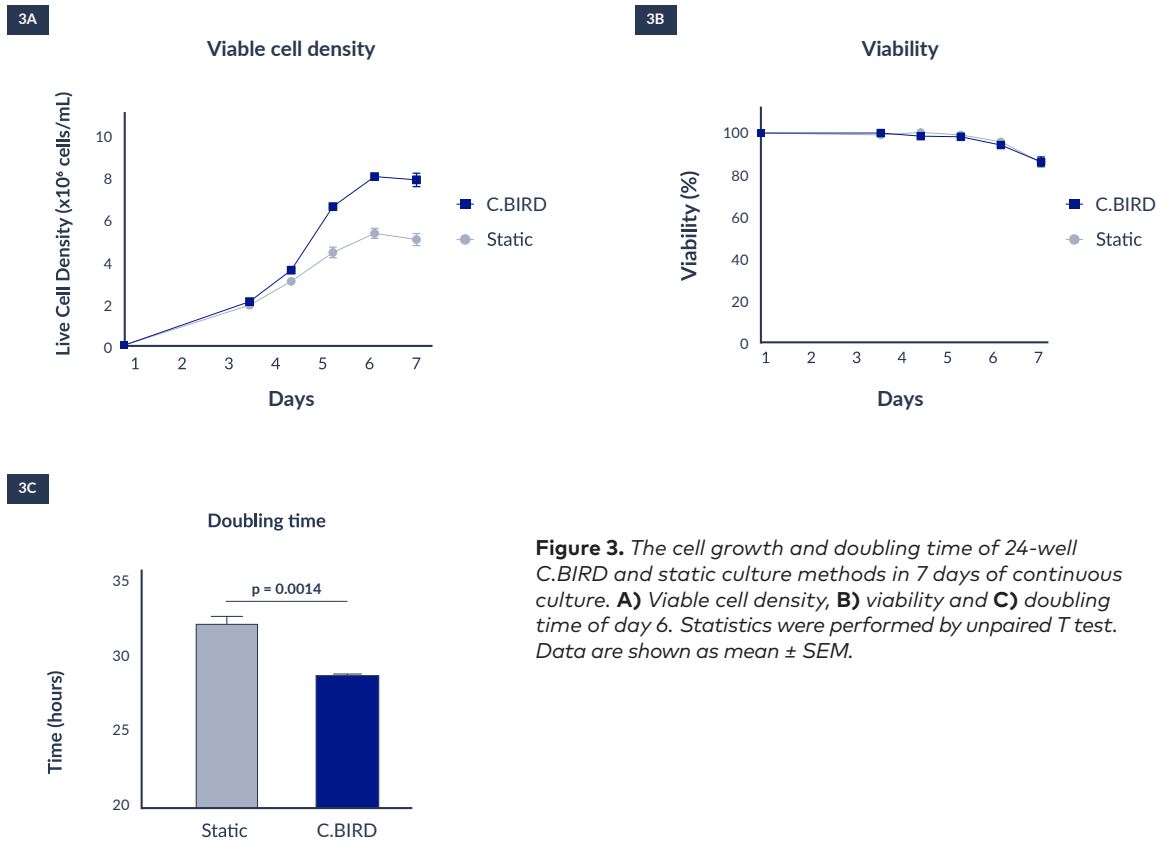 3A
Viable cell density
Live Cell Density (x10⁶ cells/mL)
10
8
6
4
2
0
1 2 3 4 5 6 7
Days
C.BIRD
Static
3B
Viability
Viability (%)
100
80
60
40
20
0
1 2 3 4 5 6 7
Days
C.BIRD
Static
3C
Doubling time
Time (hours)
35
30
25
20
p = 0.0014
Static C.BIRD
Figure 3. The cell growth and doubling time of 24-well
C.BIRD and static culture methods in 7 days of continuous
culture. A) Viable cell density, B) viability and C) doubling
time of day 6. Statistics were performed by unpaired T test.
Data are shown as mean ± SEM.